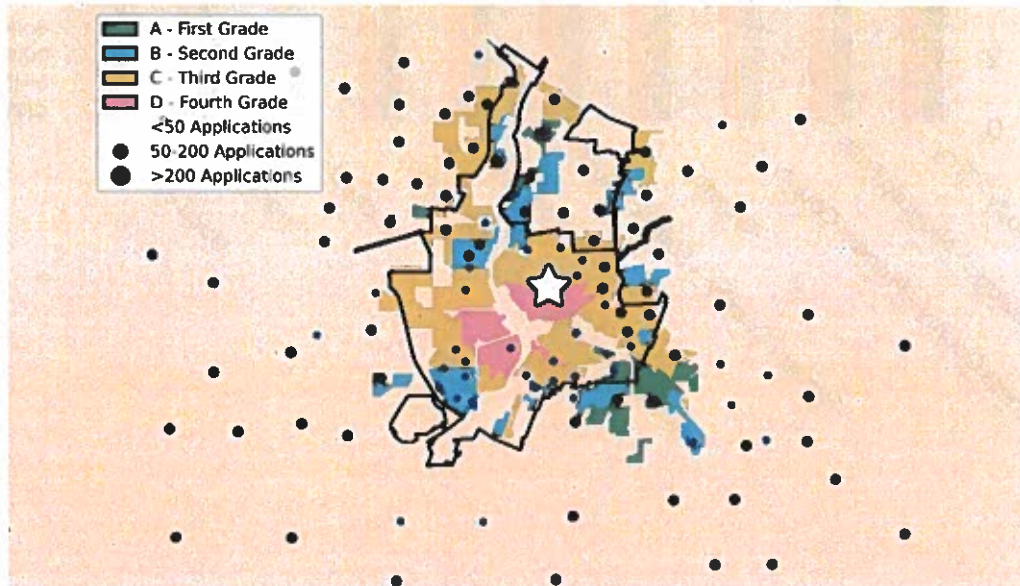 A - First Grade
B - Second Grade
C - Third Grade
D - Fourth Grade
<50 Applications
50-200 Applications
>200 Applications